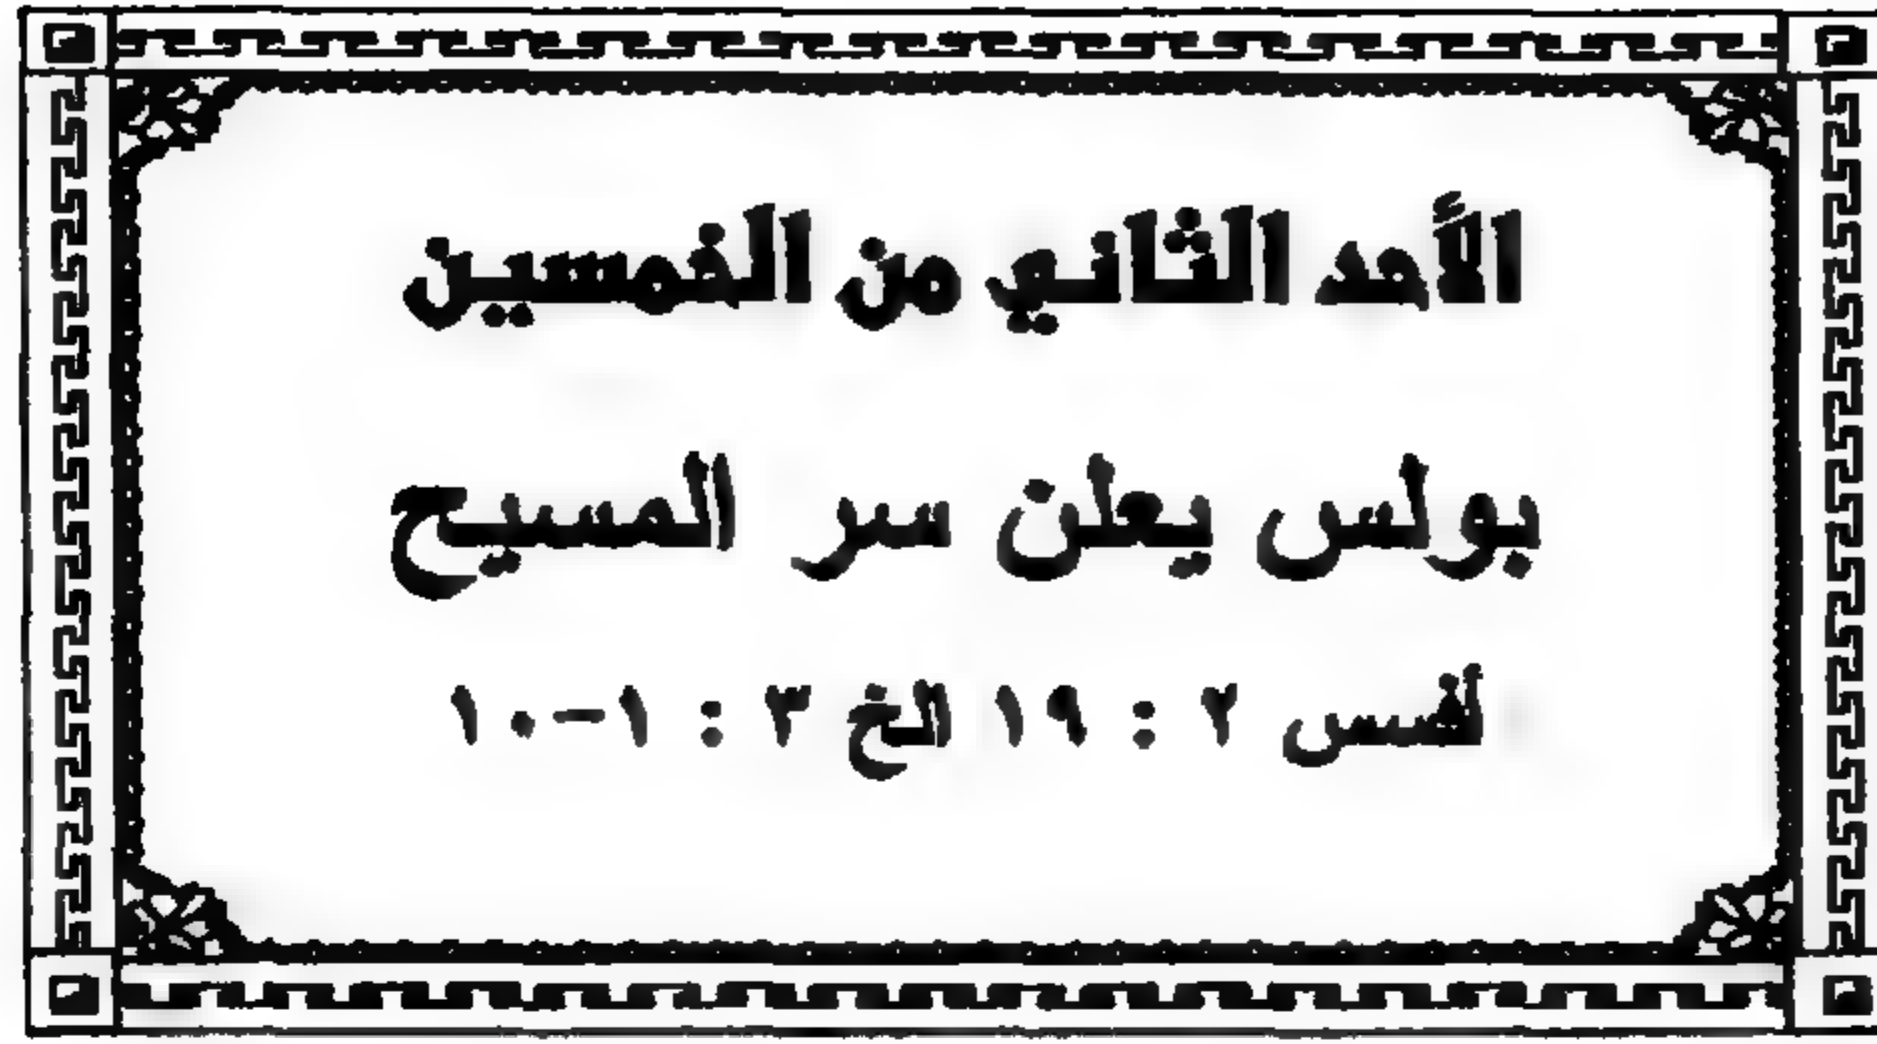 الأحد الثاني من الخمسين
بولس يعلن سر المسيح
أفسس ٢ : ١٩ الخ ٣ : ١-١٠